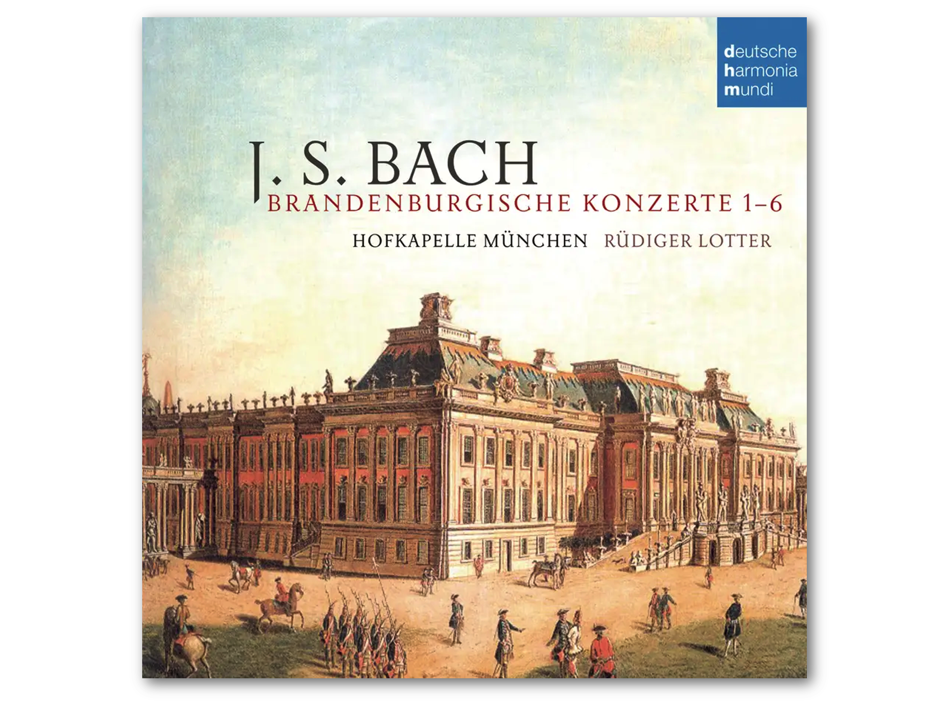 deutsche
harmonia
mundi
J. S. BACH
BRANDENBURGISCHE KONZERTE 1–6
HOFKAPELLE MÜNCHEN RÜDIGER LOTTER